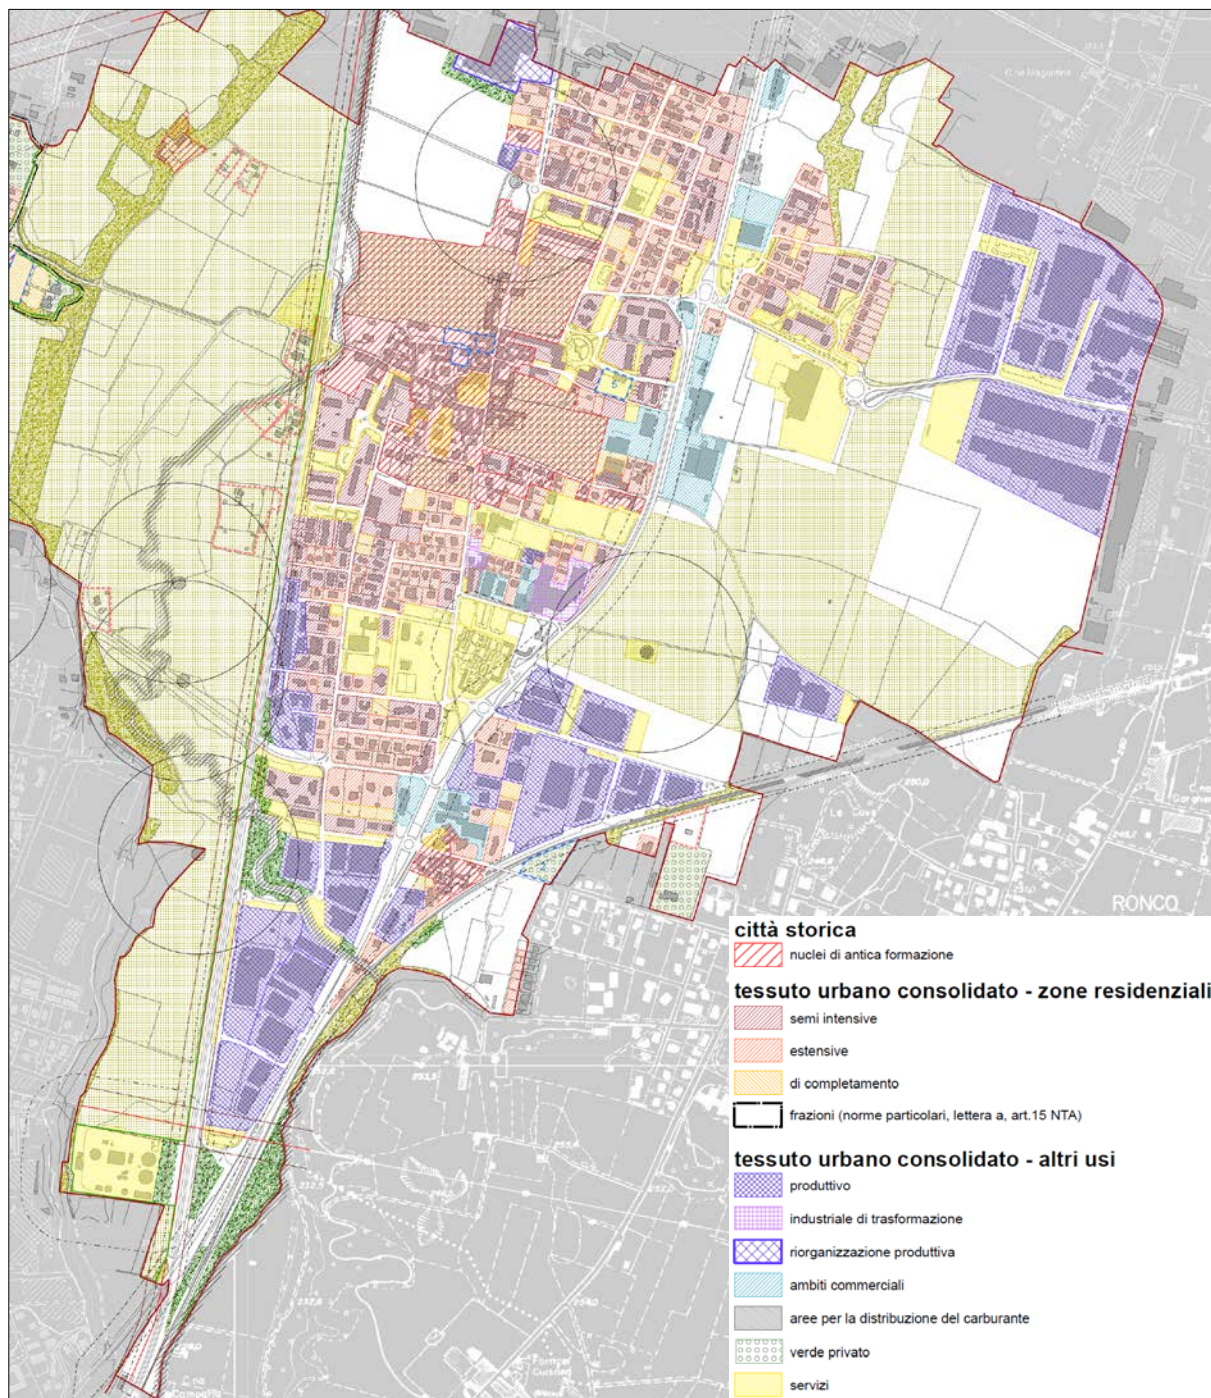 RONCO
Le Cave
città storica
nuclei di antica formazione
tessuto urbano consolidato - zone residenziali
semi intensive
estensive
di completamento
frazioni (norme particolari, lettera a, art.15 NTA)
tessuto urbano consolidato - altri usi
produttivo
industriale di trasformazione
riorganizzazione produttiva
ambiti commerciali
aree per la distribuzione del carburante
verde privato
servizi